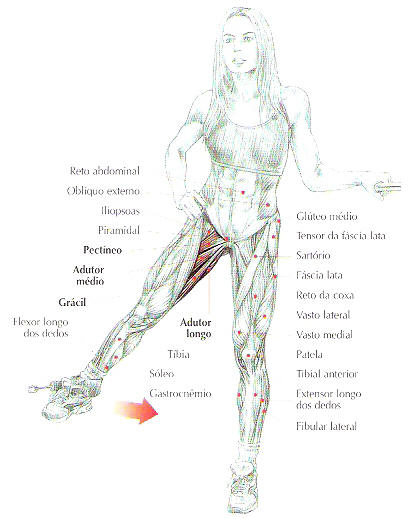 Reto abdominal
Oblíquo externo
Iliopsoas
Piramidal
Pectíneo
Adutor
médio
Grácil
Flexor longo
dos dedos
Adutor
longo
Tíbia
Sóleo
Gastrocnêmio
Glúteo médio
Tensor da fáscia lata
Sartório
Fáscia lata
Reto da coxa
Vasto lateral
Vasto medial
Patela
Tibial anterior
Extensor longo
dos dedos
Fibular lateral